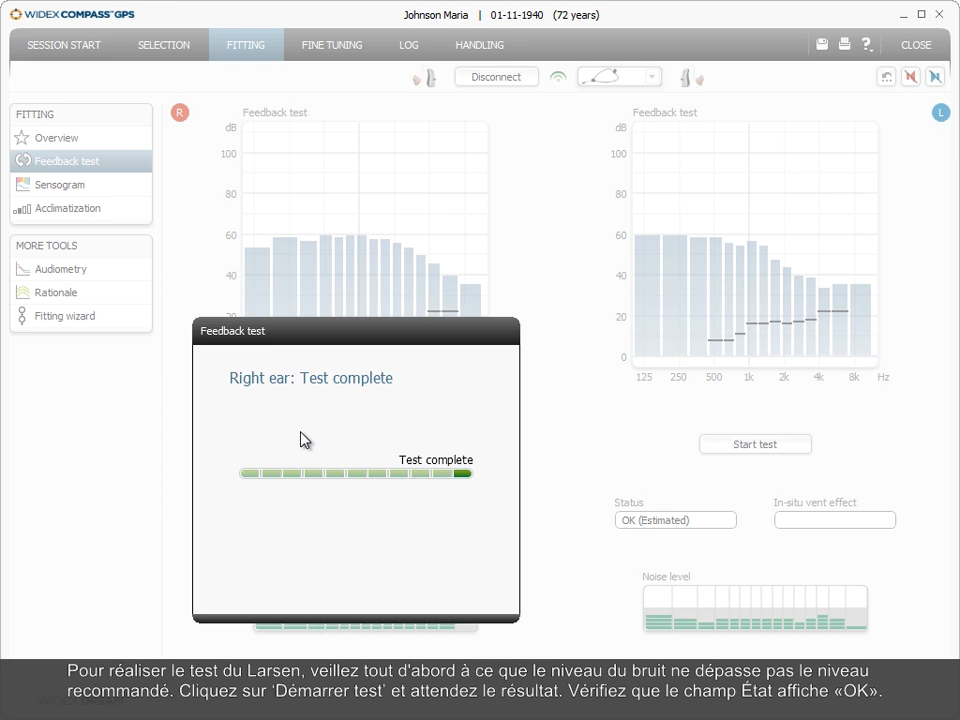 WIDEX COMPASS™GPS
Johnson Maria | 01-11-1940 (72 years)
SESSION START SELECTION FITTING FINE TUNING LOG HANDLING ? CLOSE
Disconnect
FITTING
Overview
Feedback test
Sensogram
Acclimatization
MORE TOOLS
Audiometry
Rationale
Fitting wizard
R
Feedback test
dB
100
80
60
40
20
Feedback test
L
dB
100
80
60
40
20
0
125 250 500 1k 2k 4k 8k Hz
Feedback test
Right ear: Test complete
Test complete
Start test
Status
OK (Estimated)
In-situ vent effect
Noise level
Pour réaliser le test du Larsen, veillez tout d'abord à ce que le niveau du bruit ne dépasse pas le niveau
recommandé. Cliquez sur 'Démarrer test' et attendez le résultat. Vérifiez que le champ État affiche «OK».
WIDEX DREAM